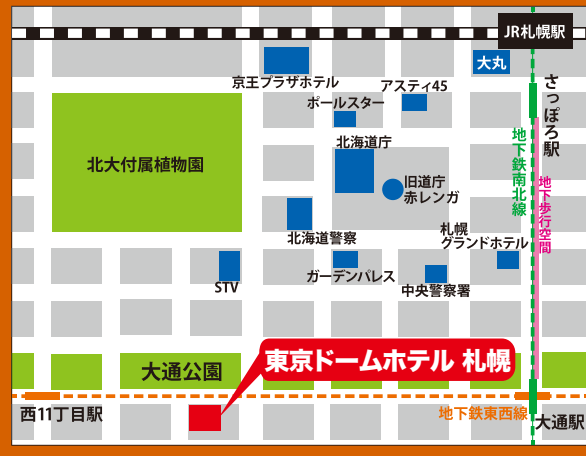 JR札幌駅
大丸
京王プラザホテル
アスティ45
さっぽろ駅
ポールスター
地下鉄南北線
北海道庁
北大付属植物園
旧道庁
赤レンガ
地下歩行空間
札幌
グランドホテル
北海道警察
ガーデンパレス
STV
中央警察署
東京ドームホテル 札幌
大通公園
西11丁目駅
地下鉄東西線
大通駅